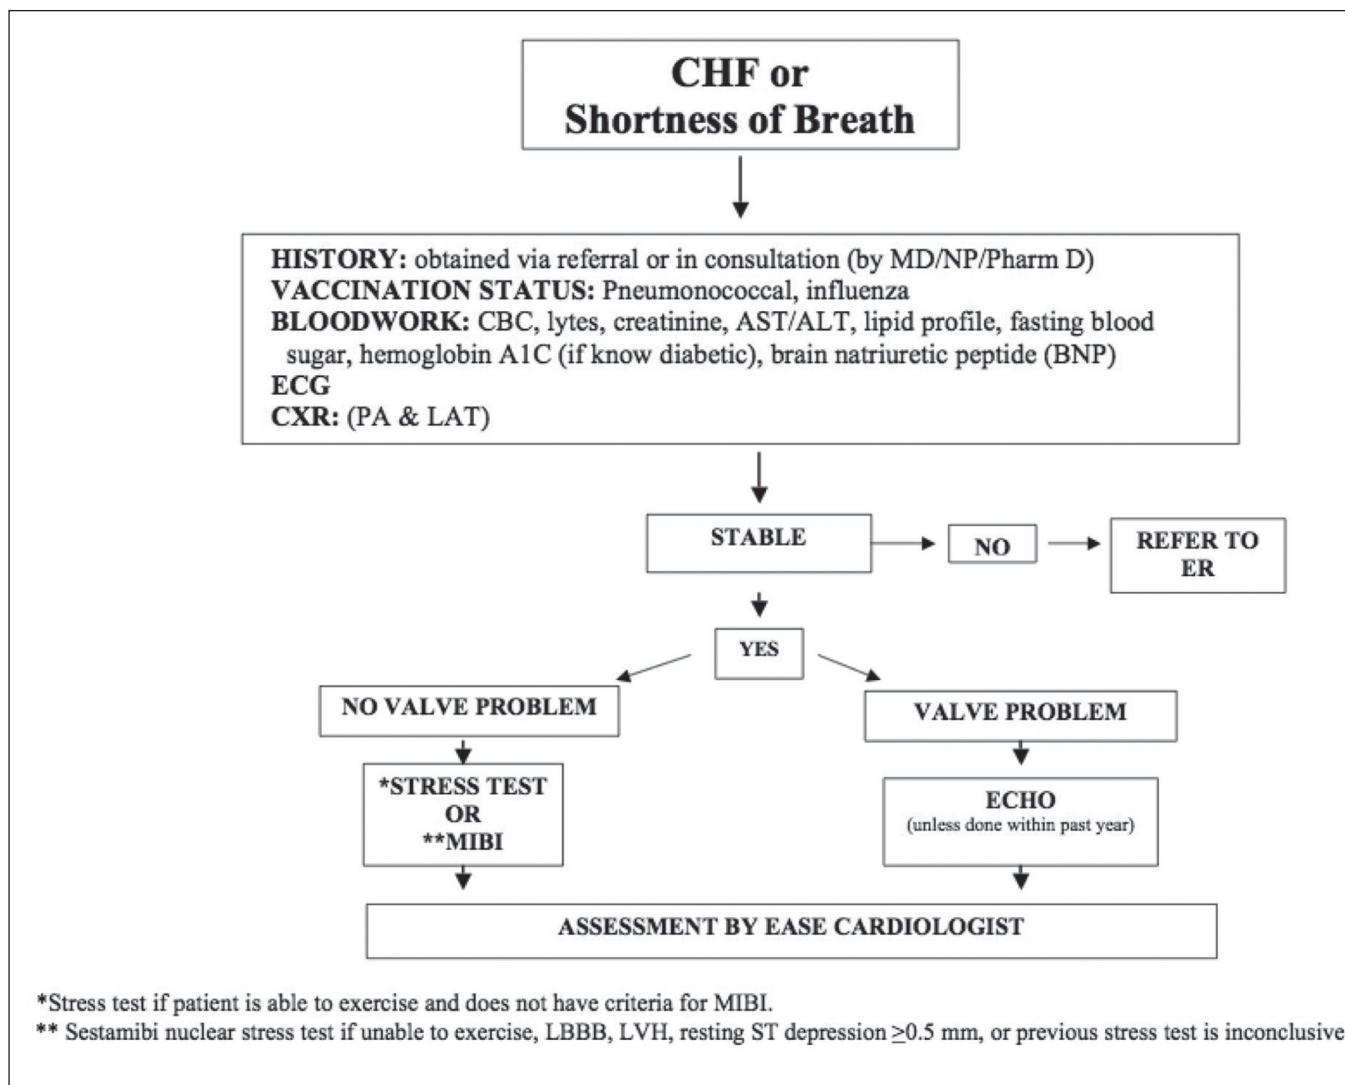 CHF or
Shortness of Breath
HISTORY: obtained via referral or in consultation (by MD/NP/Pharm D)
VACCINATION STATUS: Pneumonococcal, influenza
BLOODWORK: CBC, lytes, creatinine, AST/ALT, lipid profile, fasting blood
sugar, hemoglobin A1C (if know diabetic), brain natriuretic peptide (BNP)
ECG
CXR: (PA & LAT)
STABLE
NO
REFER TO
ER
YES
NO VALVE PROBLEM
VALVE PROBLEM
*STRESS TEST
OR
**MIBI
ECHO
(unless done within past year)
ASSESSMENT BY EASE CARDIOLOGIST
*Stress test if patient is able to exercise and does not have criteria for MIBI.
** Sestamibi nuclear stress test if unable to exercise, LBBB, LVH, resting ST depression ≥0.5 mm, or previous stress test is inconclusive